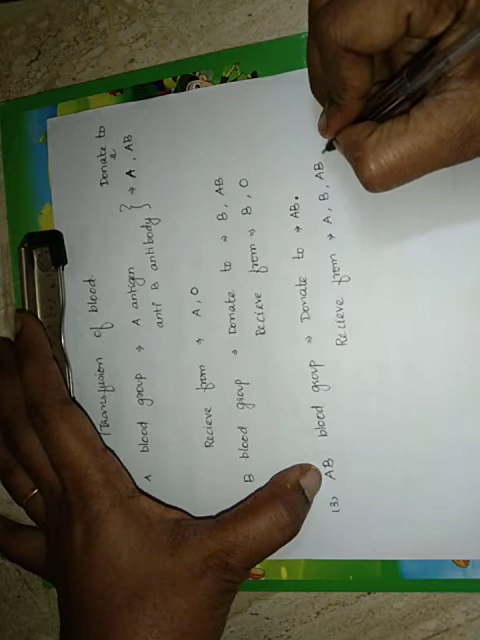 Transfusion of blood.
Donate to
A blood group → A antigen } → A, AB
anti B antibody
Recieve from → A, O
B blood group → Donate to → B, AB
Recieve from → B, O
(3) AB blood group → Donate to → AB.
Recieve from → A, B, AB